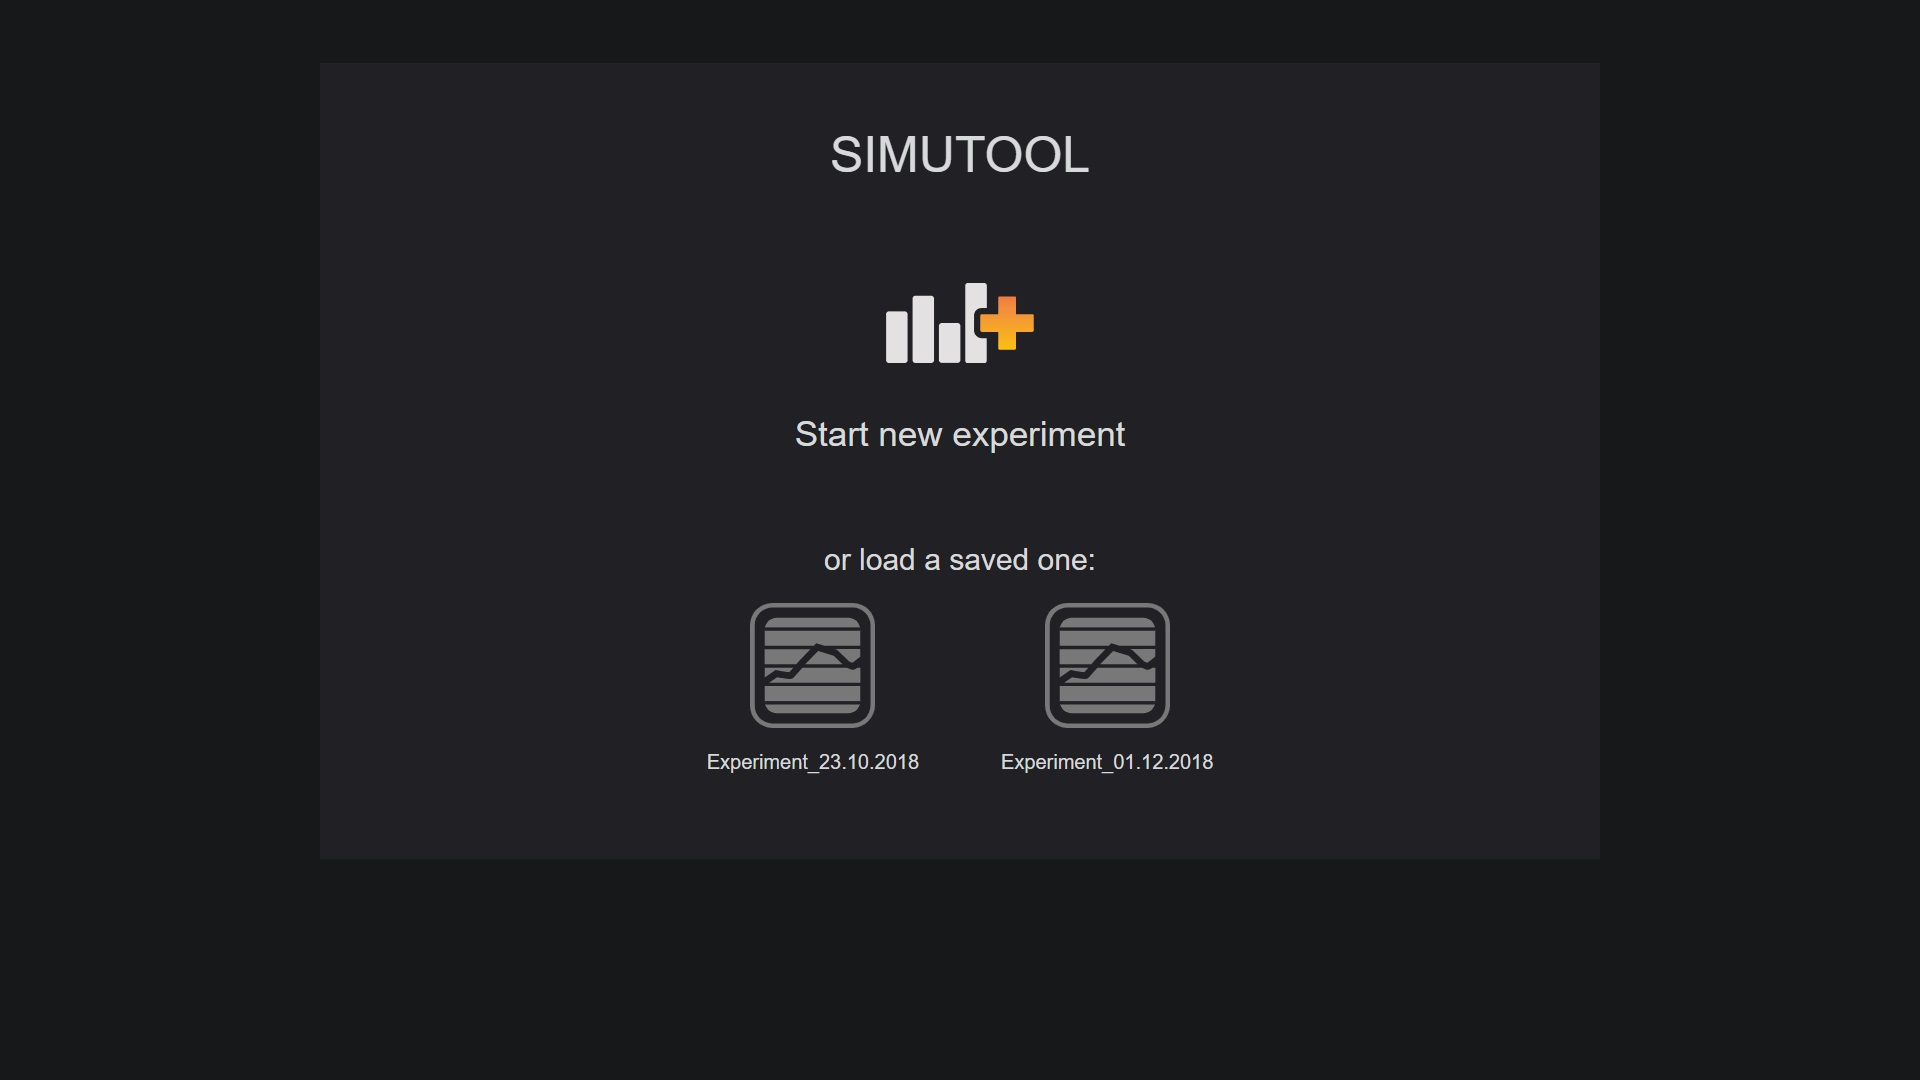 SIMUTOOL
Start new experiment
or load a saved one:
Experiment_23.10.2018
Experiment_01.12.2018